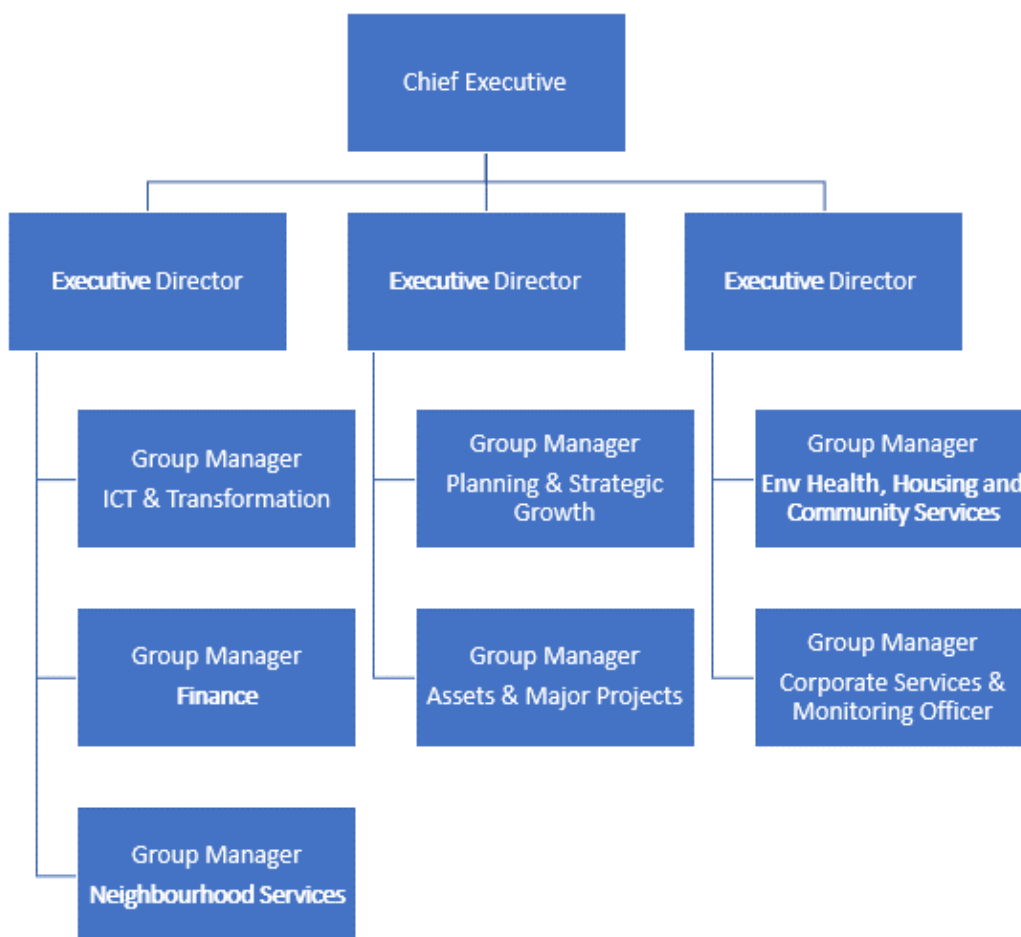 Chief Executive
Executive Director
Executive Director
Executive Director
Group Manager
ICT & Transformation
Group Manager
Planning & Strategic
Growth
Group Manager
Env Health, Housing and
Community Services
Group Manager
Finance
Group Manager
Assets & Major Projects
Group Manager
Corporate Services &
Monitoring Officer
Group Manager
Neighbourhood Services